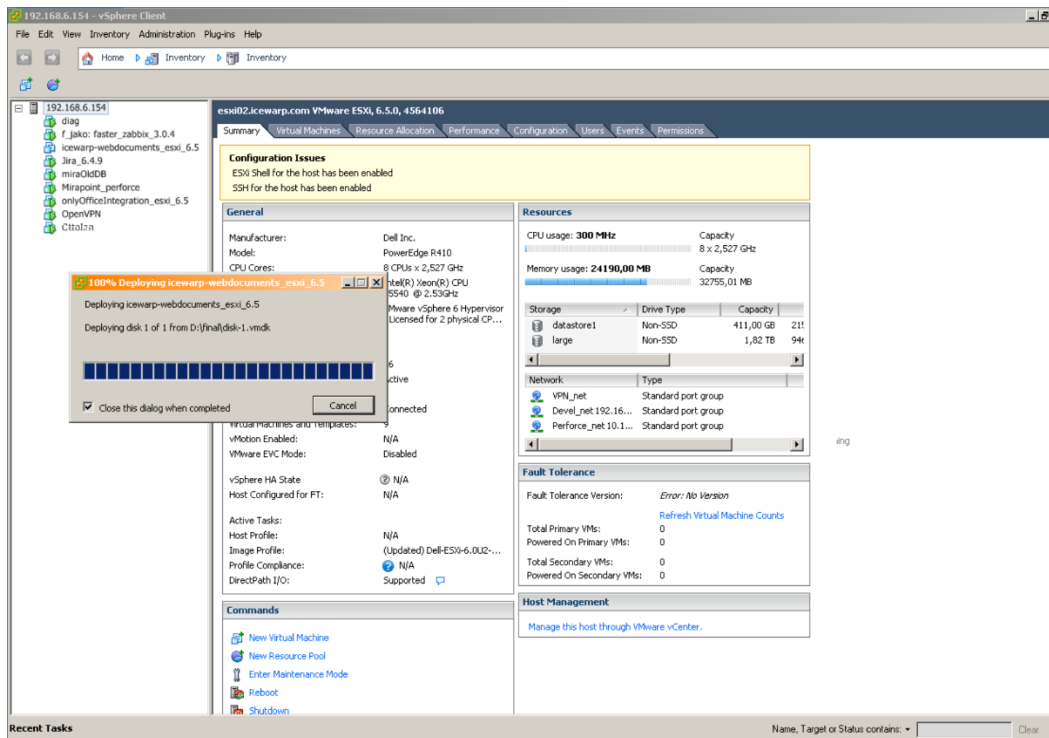 192.168.6.154 - vSphere Client
File Edit View Inventory Administration Plug-ins Help
Home Inventory Inventory
192.168.6.154
diag
f_jako: faster_zabbix_3.0.4
icewarp-webdocuments_esxi_6.5
Jira_6.4.9
miraOldDB
Mirapoint_perforce
onlyOfficeIntegration_esxi_6.5
OpenVPN
esxi02.icewarp.com VMware ESXi, 6.5.0, 4564106
Summary Virtual Machines Resource Allocation Performance Configuration Users Events Permissions
Configuration Issues
ESXi Shell for the host has been enabled
SSH for the host has been enabled
General
Manufacturer: Dell Inc.
Model: PowerEdge R410
CPU Cores: 8 CPUs x 2,527 GHz
ntel(R) Xeon(R) CPU
5540 @ 2.53GHz
Mware vSphere 6 Hypervisor
Licensed for 2 physical CP...
6
ctive
onnected
Virtual Machines and Templates: 9
vMotion Enabled: N/A
VMware EVC Mode: Disabled
vSphere HA State N/A
Host Configured for FT: N/A
Active Tasks:
Host Profile: N/A
Image Profile: (Updated) Dell-ESXi-6.0U2-...
Profile Compliance: N/A
DirectPath I/O: Supported
Commands
New Virtual Machine
New Resource Pool
Enter Maintenance Mode
Reboot
Shutdown
100% Deploying icewarp-webdocuments_esxi_6.5
Deploying icewarp-webdocuments_esxi_6.5
Deploying disk 1 of 1 from D:\final\disk-1.vmdk
Close this dialog when completed Cancel
Resources
CPU usage: 300 MHz Capacity
8 x 2,527 GHz
Memory usage: 24190,00 MB Capacity
32755,01 MB
Storage Drive Type Capacity
datastore1 Non-SSD 411,00 GB 21
large Non-SSD 1,82 TB 94
Network Type
VPN_net Standard port group
Devel_net 192.16... Standard port group
Perforce_net 10.1... Standard port group
ing
Fault Tolerance
Fault Tolerance Version: Error: No Version
Refresh Virtual Machine Counts
Total Primary VMs: 0
Powered On Primary VMs: 0
Total Secondary VMs: 0
Powered On Secondary VMs: 0
Host Management
Manage this host through VMware vCenter.
Recent Tasks
Name, Target or Status contains: Clear